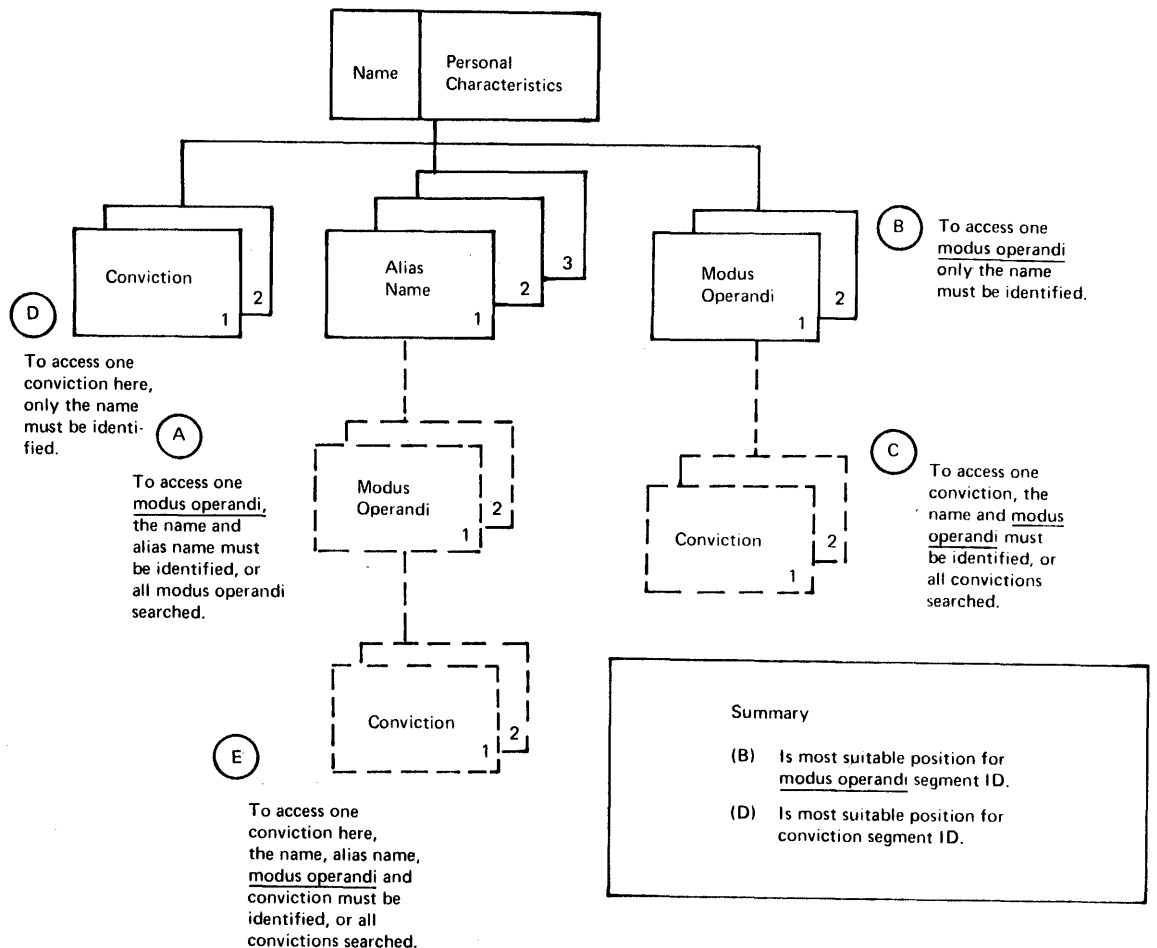 Name
Personal
Characteristics
Conviction
1
2
Alias
Name
1
2
3
Modus
Operandi
1
2
B
To access one
modus operandi
only the name
must be identified.
D
To access one
conviction here,
only the name
must be identi-
fied.
A
To access one
modus operandi,
the name and
alias name must
be identified, or
all modus operandi
searched.
Modus
Operandi
1
2
Conviction
1
2
C
To access one
conviction, the
name and modus
operandi must
be identified, or
all convictions
searched.
Conviction
1
2
E
To access one
conviction here,
the name, alias name,
modus operandi and
conviction must be
identified, or all
convictions searched.
Summary
(B) Is most suitable position for
modus operandi segment ID.
(D) Is most suitable position for
conviction segment ID.